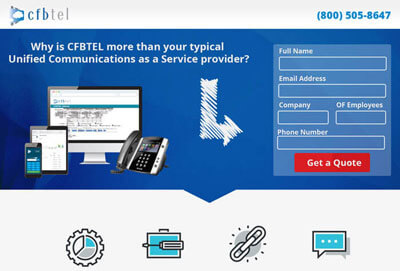 cfbtel
(800) 505-8647
Why is CFBTEL more than your typical
Unified Communications as a Service provider?
Full Name
Email Address
Company
OF Employees
Phone Number
Get a Quote